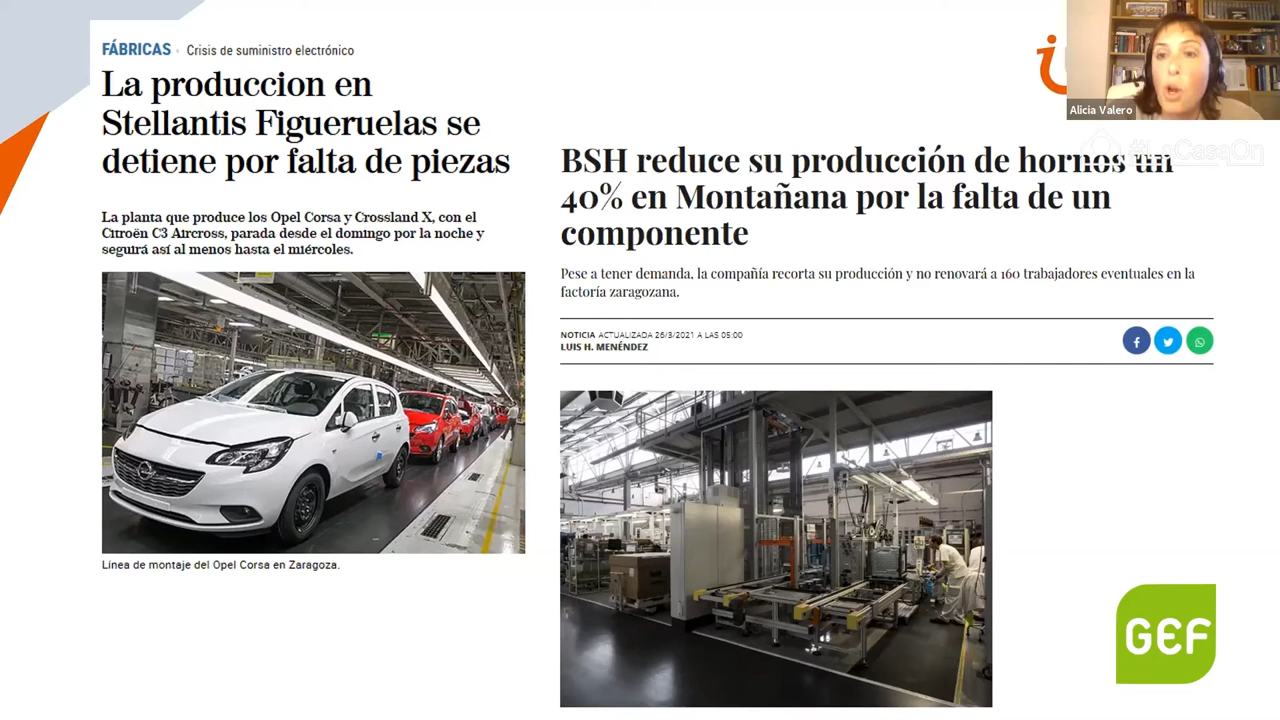 FÁBRICAS · Crisis de suministro electrónico
La produccion en
Stellantis Figueruelas se
detiene por falta de piezas
La planta que produce los Opel Corsa y Crossland X, con el
Citroën C3 Aircross, parada desde el domingo por la noche y
seguirá así al menos hasta el miércoles.
Línea de montaje del Opel Corsa en Zaragoza.
Alicia Valero
#LaCasqOn
BSH reduce su producción de hornos un
40% en Montañana por la falta de un
componente
Pese a tener demanda, la compañía recorta su producción y no renovará a 160 trabajadores eventuales en la
factoría zaragozana.
NOTICIA ACTUALIZADA 26/3/2021 A LAS 05:00
LUIS H. MENÉNDEZ
GEF